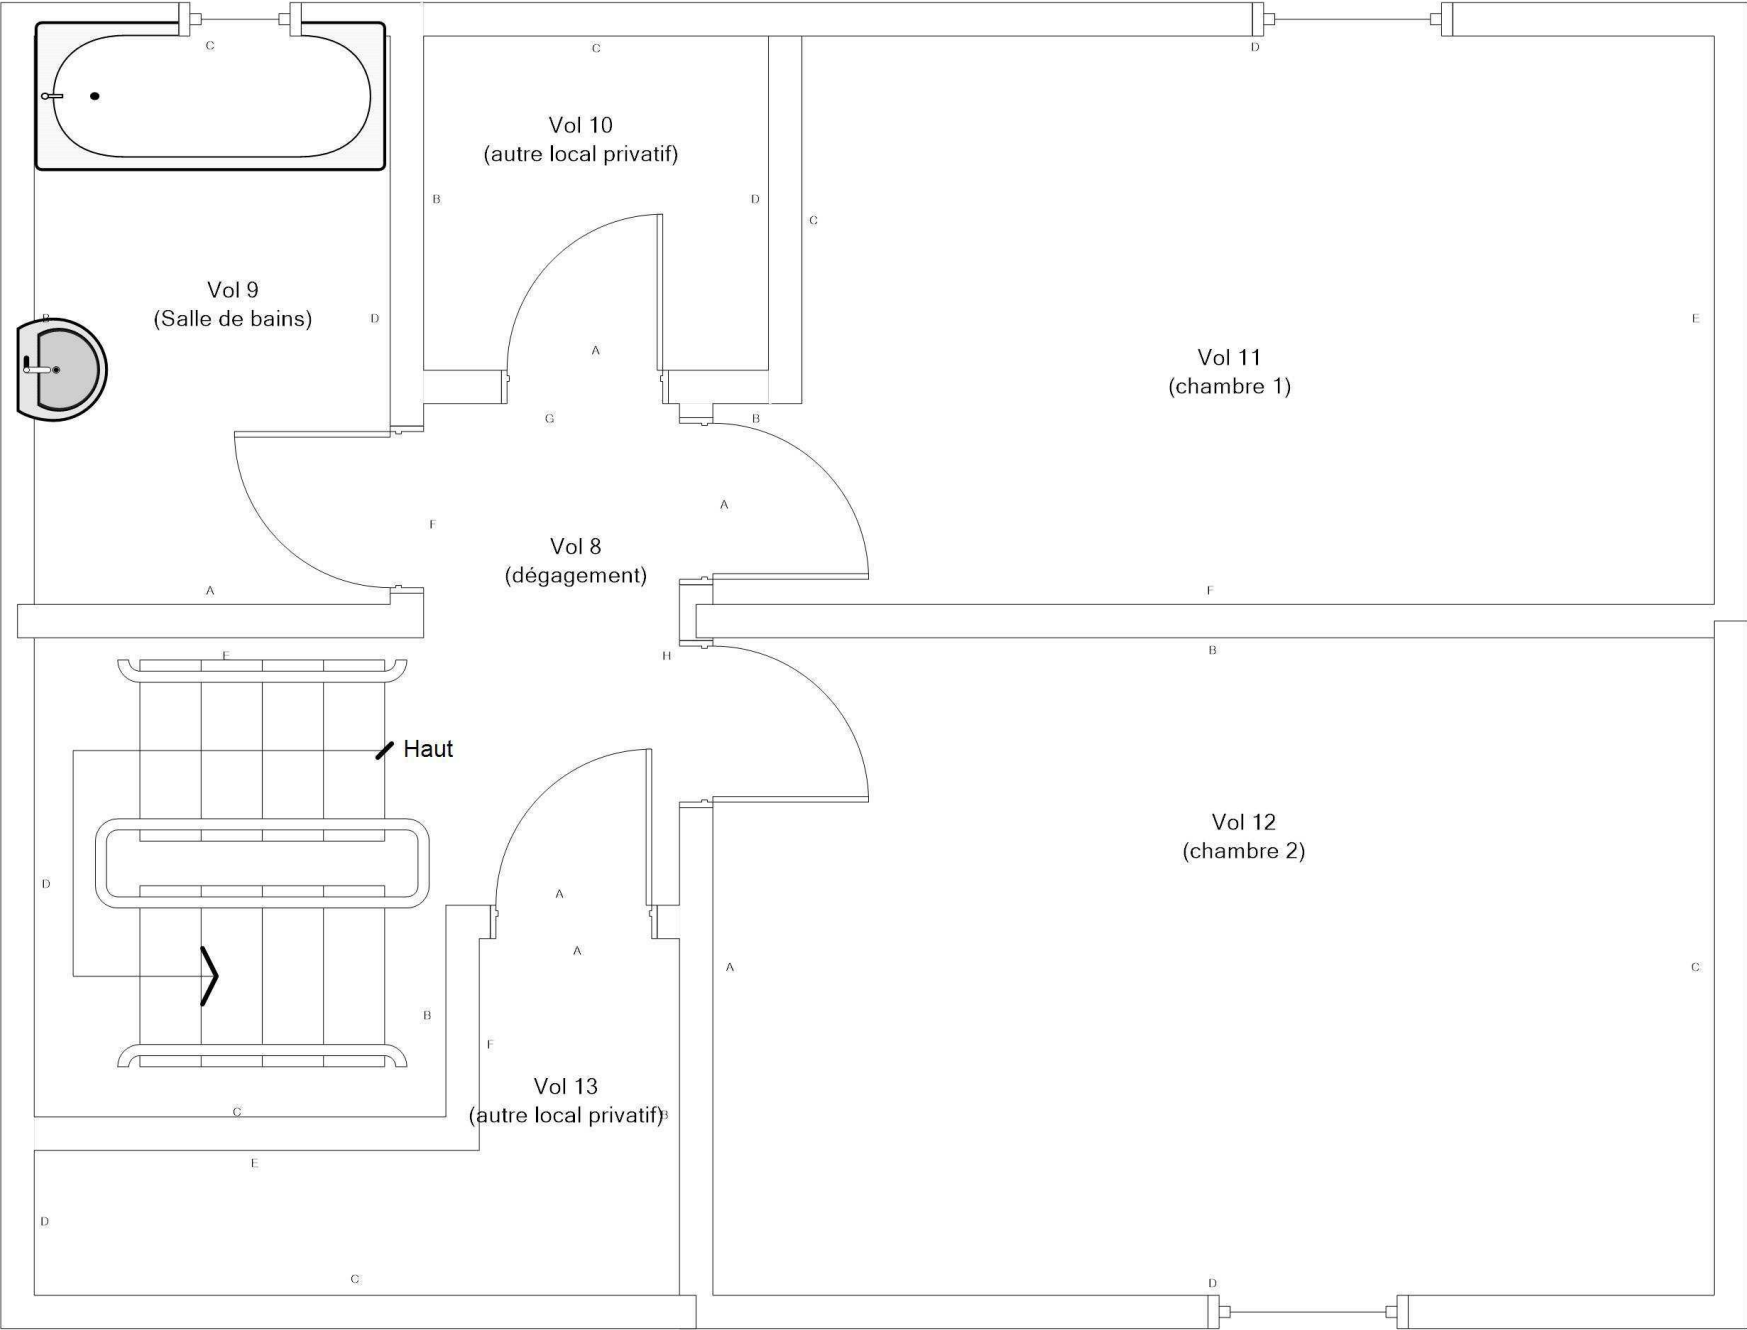 C
C
D
Vol 10
(autre local privatif)
B
D
C
Vol 9
(Salle de bains)
B
D
E
A
Vol 11
(chambre 1)
G
B
A
F
Vol 8
(dégagement)
A
F
E
H
B
Haut
Vol 12
(chambre 2)
D
A
A
A
C
B
F
Vol 13
(autre local privatif)
B
C
E
D
C
D